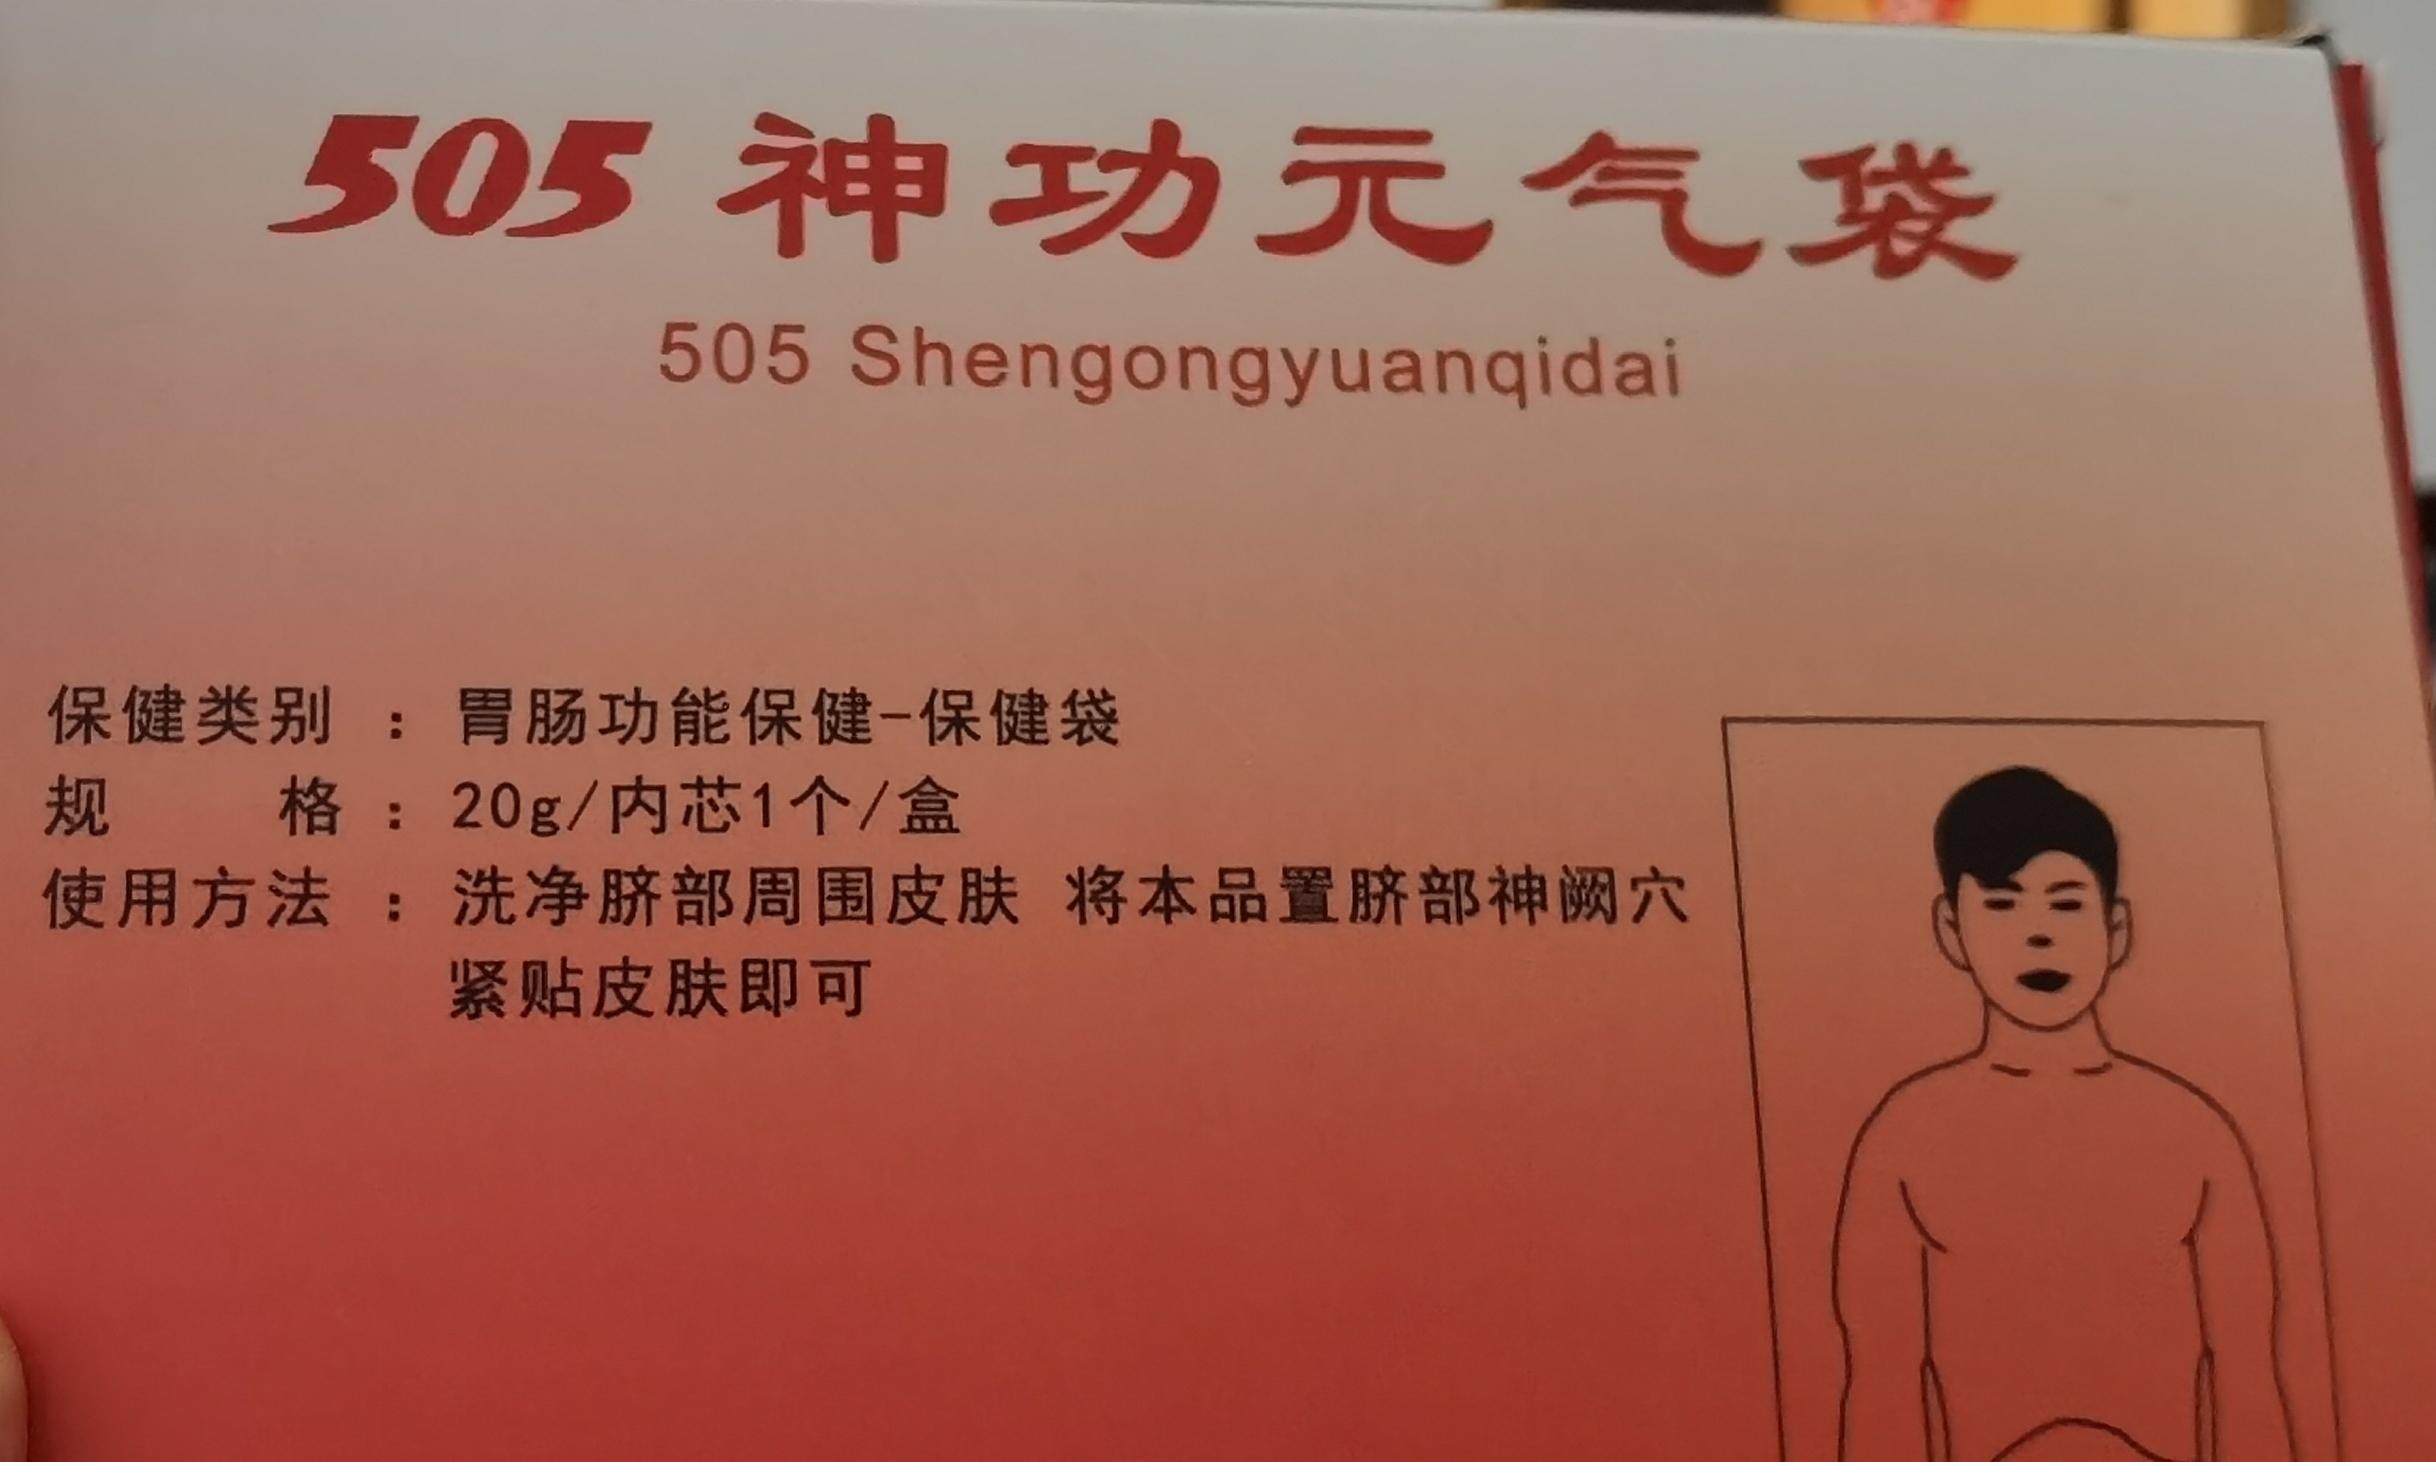 505 神功元气袋
505 Shengongyuanqidai
保健类别 : 胃肠功能保健-保健袋
规 格 : 20g/内芯1个/盒
使用方法 : 洗净脐部周围皮肤 将本品置脐部神阙穴
紧贴皮肤即可